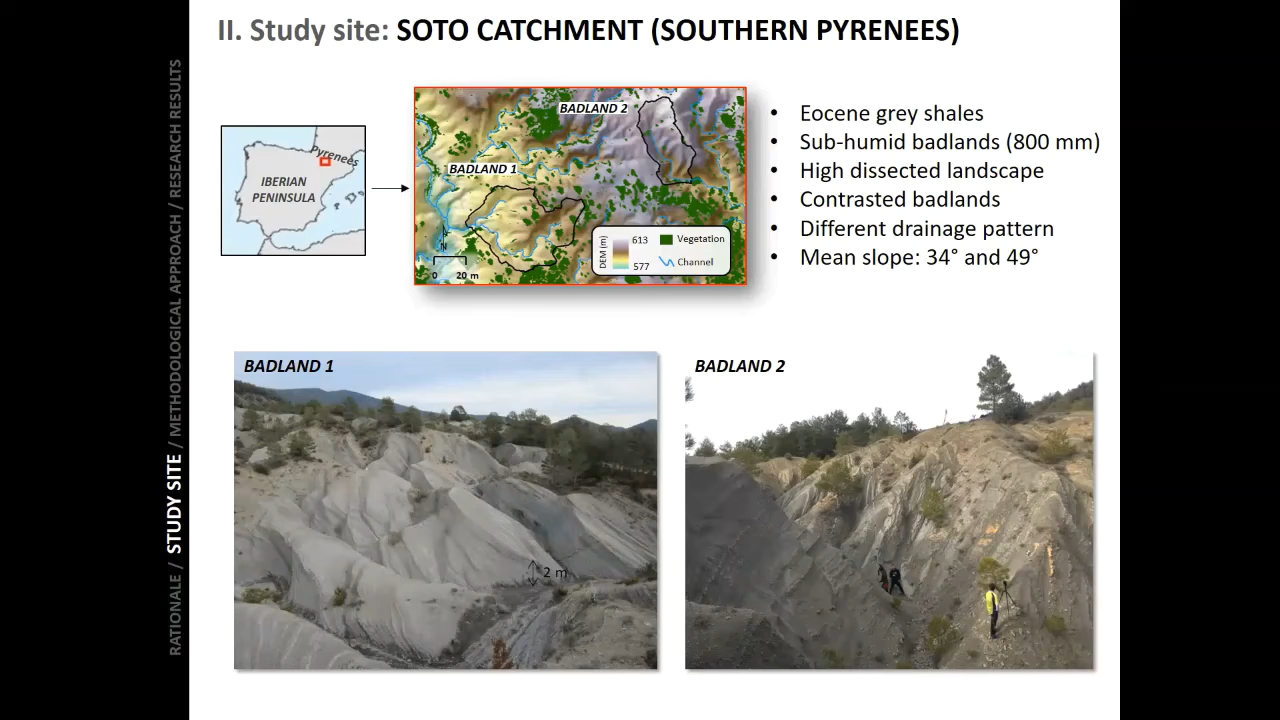 II. Study site: SOTO CATCHMENT (SOUTHERN PYRENEES)
RATIONALE / STUDY SITE / METHODOLOGICAL APPROACH / RESEARCH RESULTS
Pyrenees
IBERIAN
PENINSULA
BADLAND 2
BADLAND 1
N
0 20 m
DEM (m)
613
577
Vegetation
Channel
• Eocene grey shales
• Sub-humid badlands (800 mm)
• High dissected landscape
• Contrasted badlands
• Different drainage pattern
• Mean slope: 34° and 49°
BADLAND 1
2 m
BADLAND 2